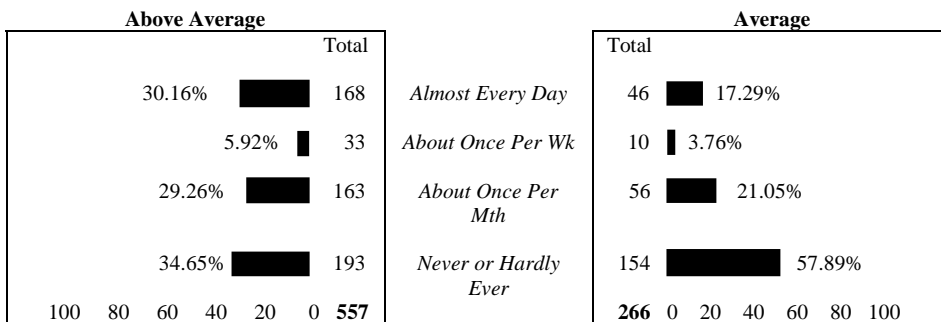 Above Average Average
Total Total
30.16% 168 Almost Every Day 46 17.29%
5.92% 33 About Once Per Wk 10 3.76%
29.26% 163 About Once Per 56 21.05%
Mth
34.65% 193 Never or Hardly 154 57.89%
Ever
100 80 60 40 20 0 557 266 0 20 40 60 80 100